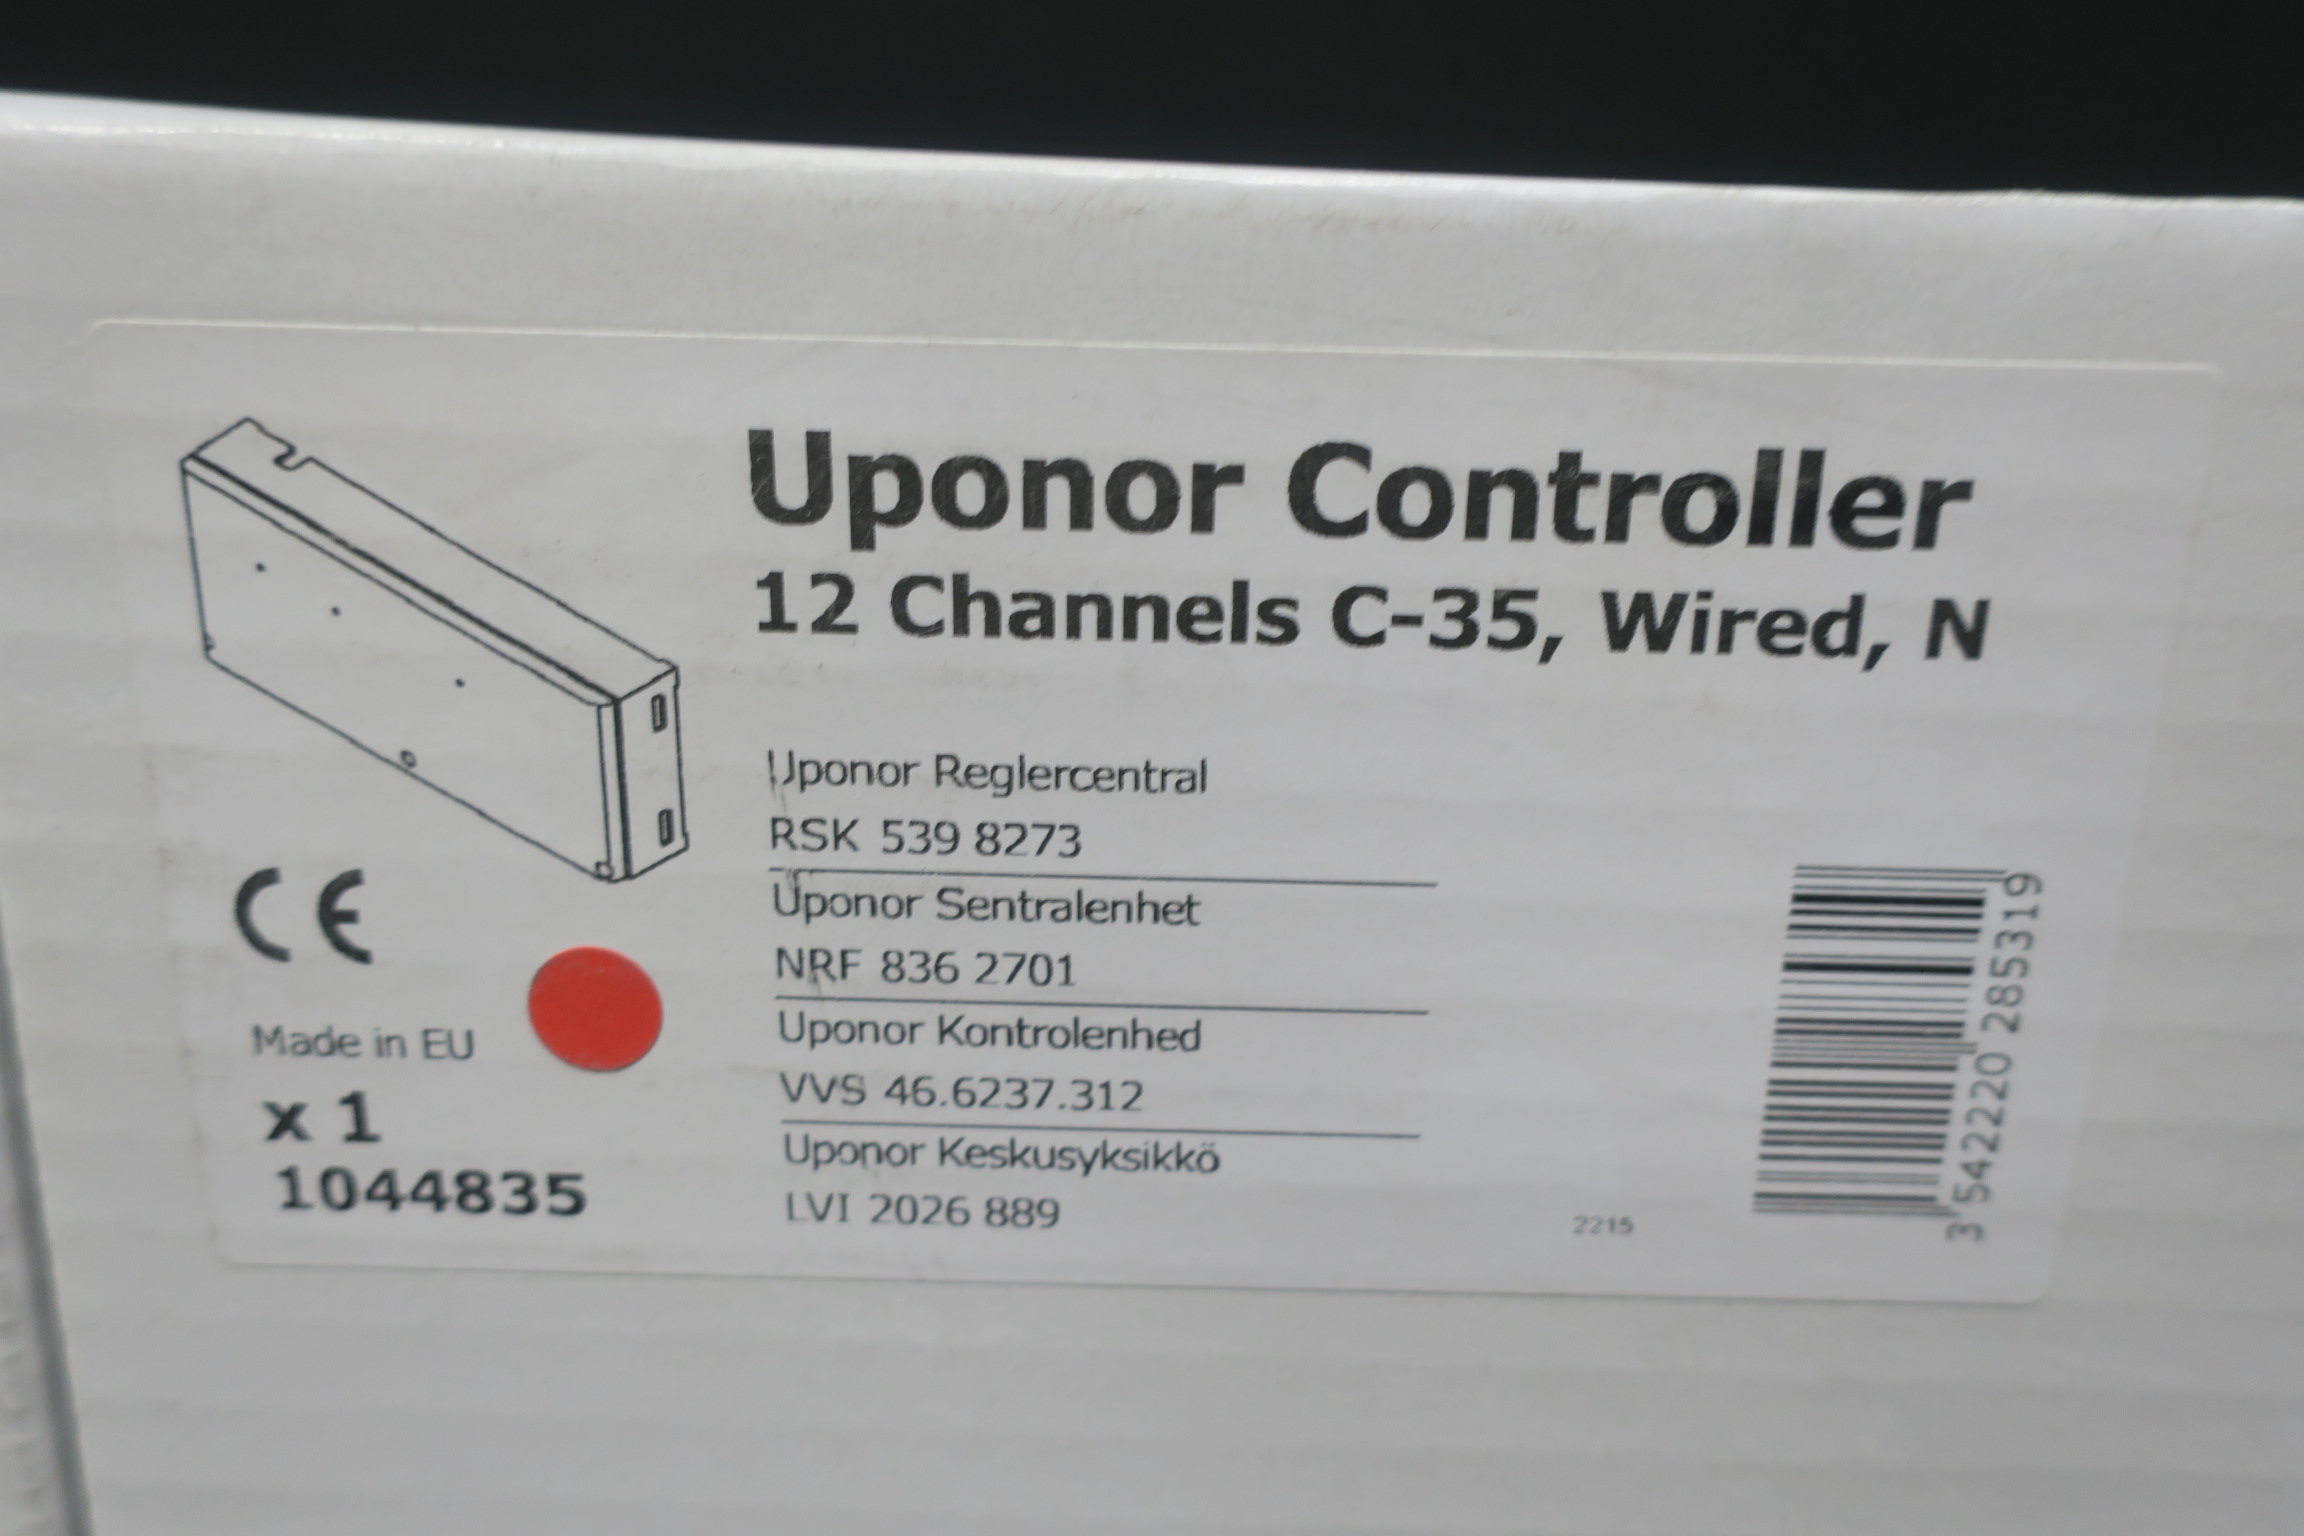 Uponor Controller
12 Channels C-35, Wired, N
Uponor Reglercentral
RSK 539 8273
Uponor Sentralenhet
NRF 836 2701
Uponor Kontrolenhed
VVS 46.6237.312
Uponor Keskusyksikkö
LVI 2026 889
CE
Made in EU
x 1
1044835
2215
3 542220 285319